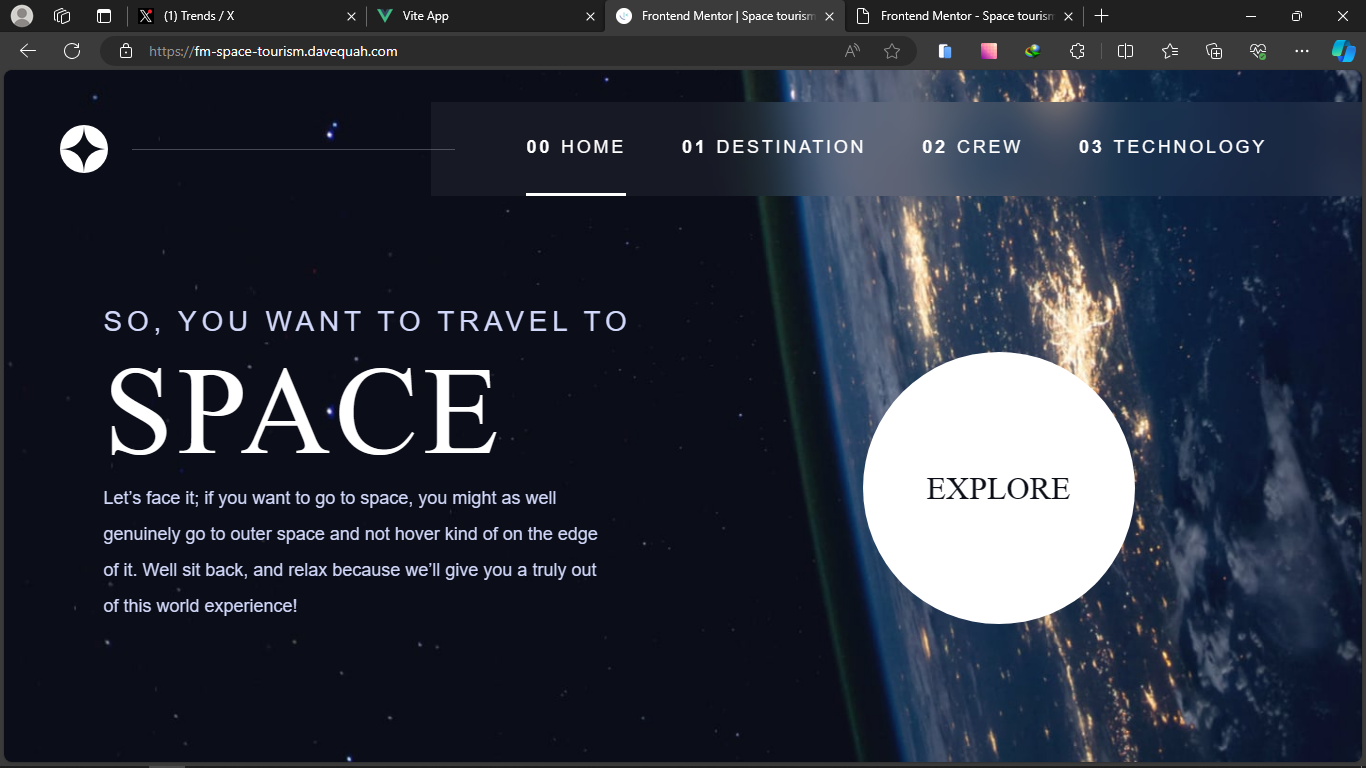 (1) Trends / X
Vite App
Frontend Mentor | Space tourism
Frontend Mentor - Space tourism
https://fm-space-tourism.davequah.com
00 HOME
01 DESTINATION
02 CREW
03 TECHNOLOGY
SO, YOU WANT TO TRAVEL TO
SPACE
Let’s face it; if you want to go to space, you might as well
genuinely go to outer space and not hover kind of on the edge
of it. Well sit back, and relax because we’ll give you a truly out
of this world experience!
EXPLORE